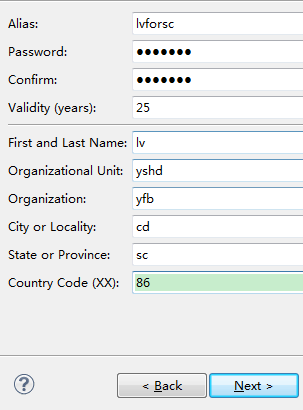 Alias: lvforsc
Password: ●●●●●●●
Confirm: ●●●●●●●
Validity (years): 25
First and Last Name: lv
Organizational Unit: yshd
Organization: yfb
City or Locality: cd
State or Province: sc
Country Code (XX): 86
? < Back Next >